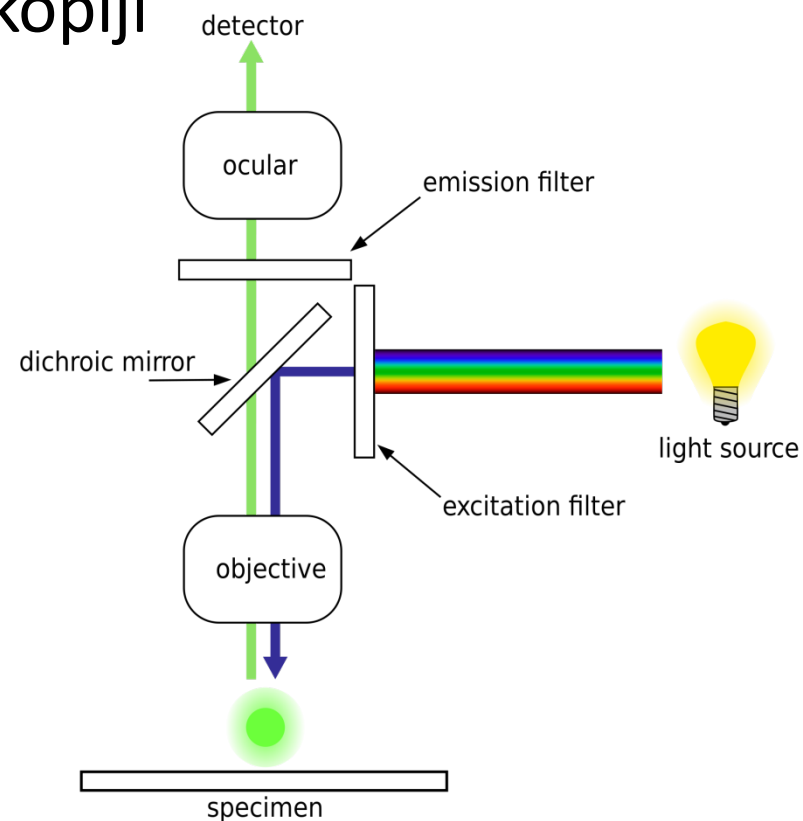 kopiji
detector
ocular
emission filter
dichroic mirror
light source
excitation filter
objective
specimen